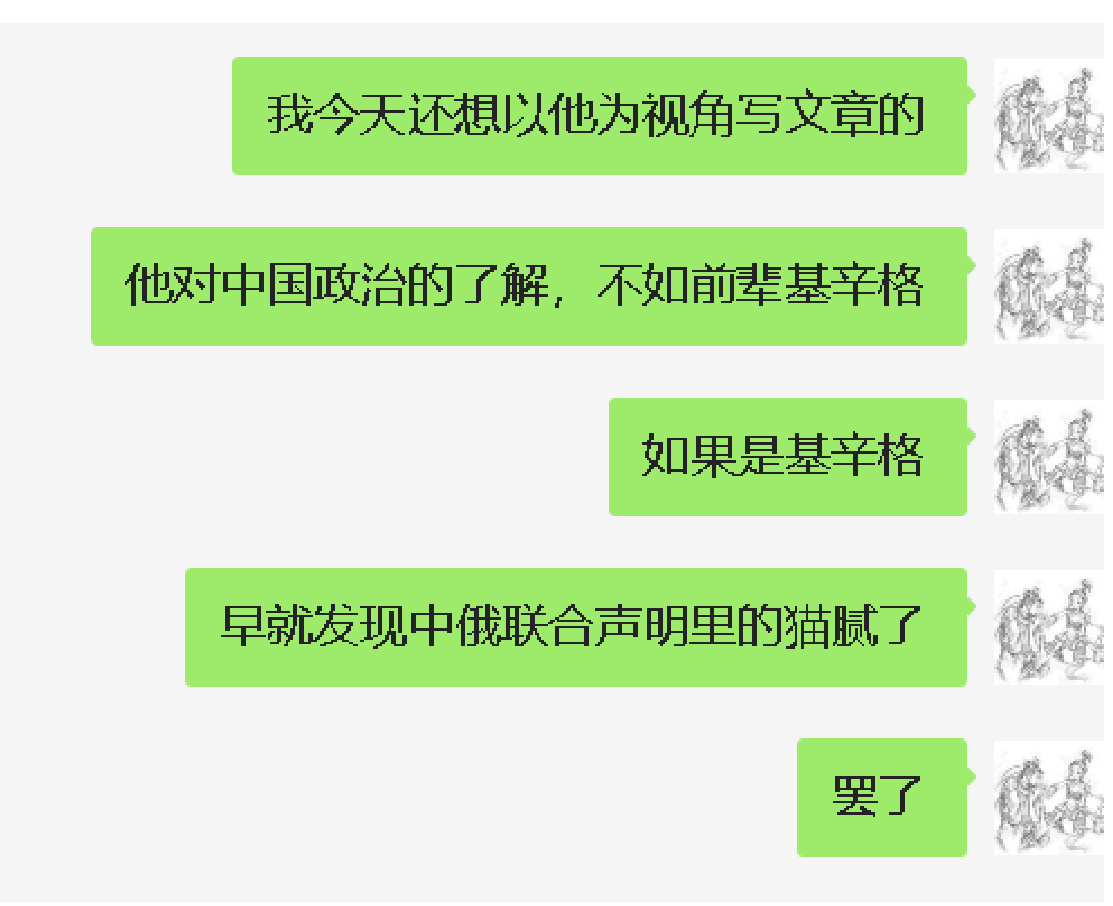 我今天还想以他为视角写文章的
他对中国政治的了解，不如前辈基辛格
如果是基辛格
早就发现中俄联合声明里的猫腻了
罢了